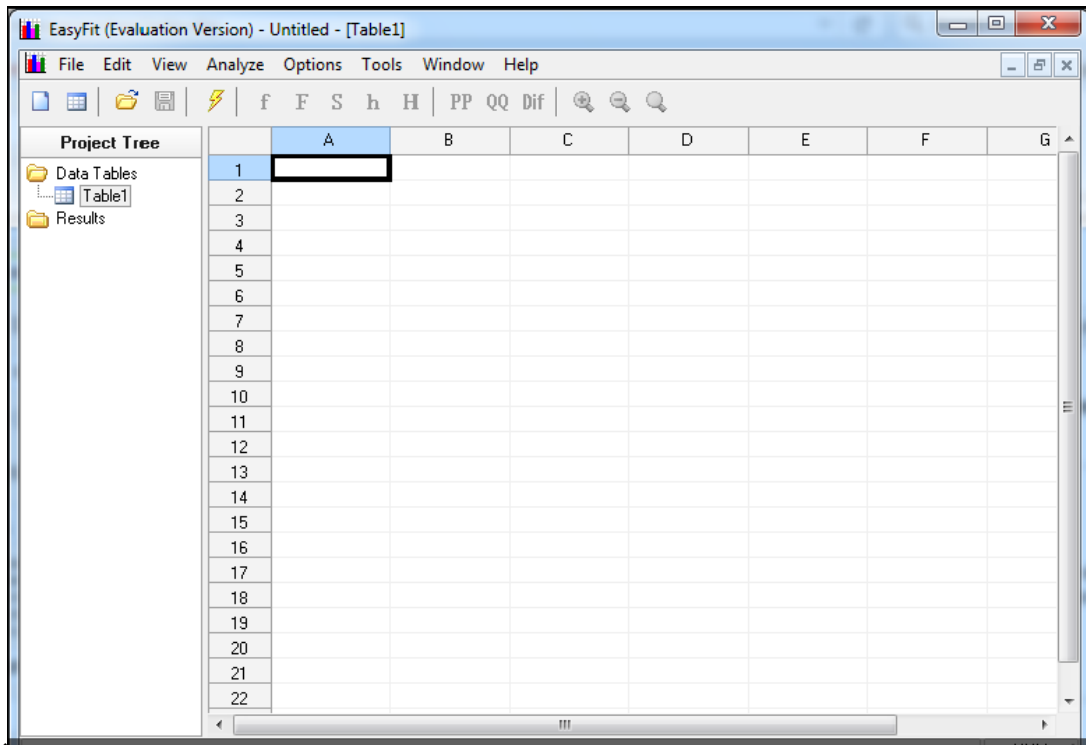 EasyFit (Evaluation Version) - Untitled - [Table1]
File Edit View Analyze Options Tools Window Help
f F S h H PP QQ Dif
Project Tree
Data Tables
Table1
Results
A B C D E F G
1
2
3
4
5
6
7
8
9
10
11
12
13
14
15
16
17
18
19
20
21
22